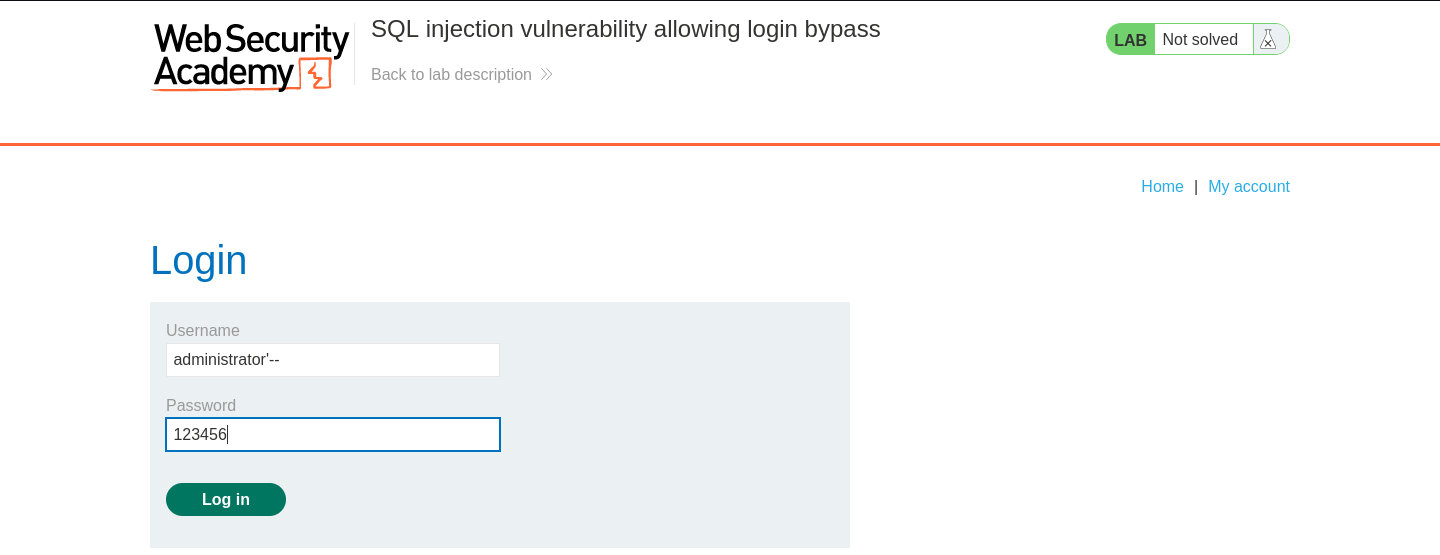 Web Security
Academy
SQL injection vulnerability allowing login bypass
Back to lab description
LAB Not solved
Home | My account
Login
Username
administrator'--
Password
123456
Log in